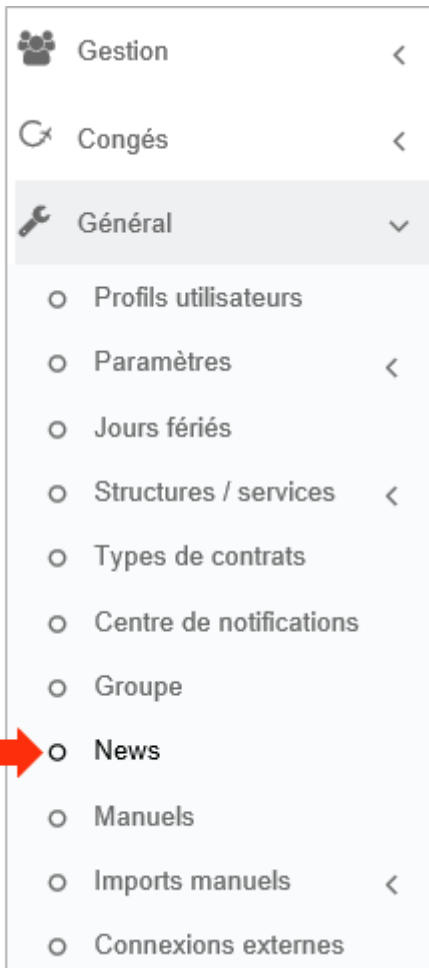 Gestion
Congés
Général
Profils utilisateurs
Paramètres
Jours fériés
Structures / services
Types de contrats
Centre de notifications
Groupe
News
Manuels
Imports manuels
Connexions externes